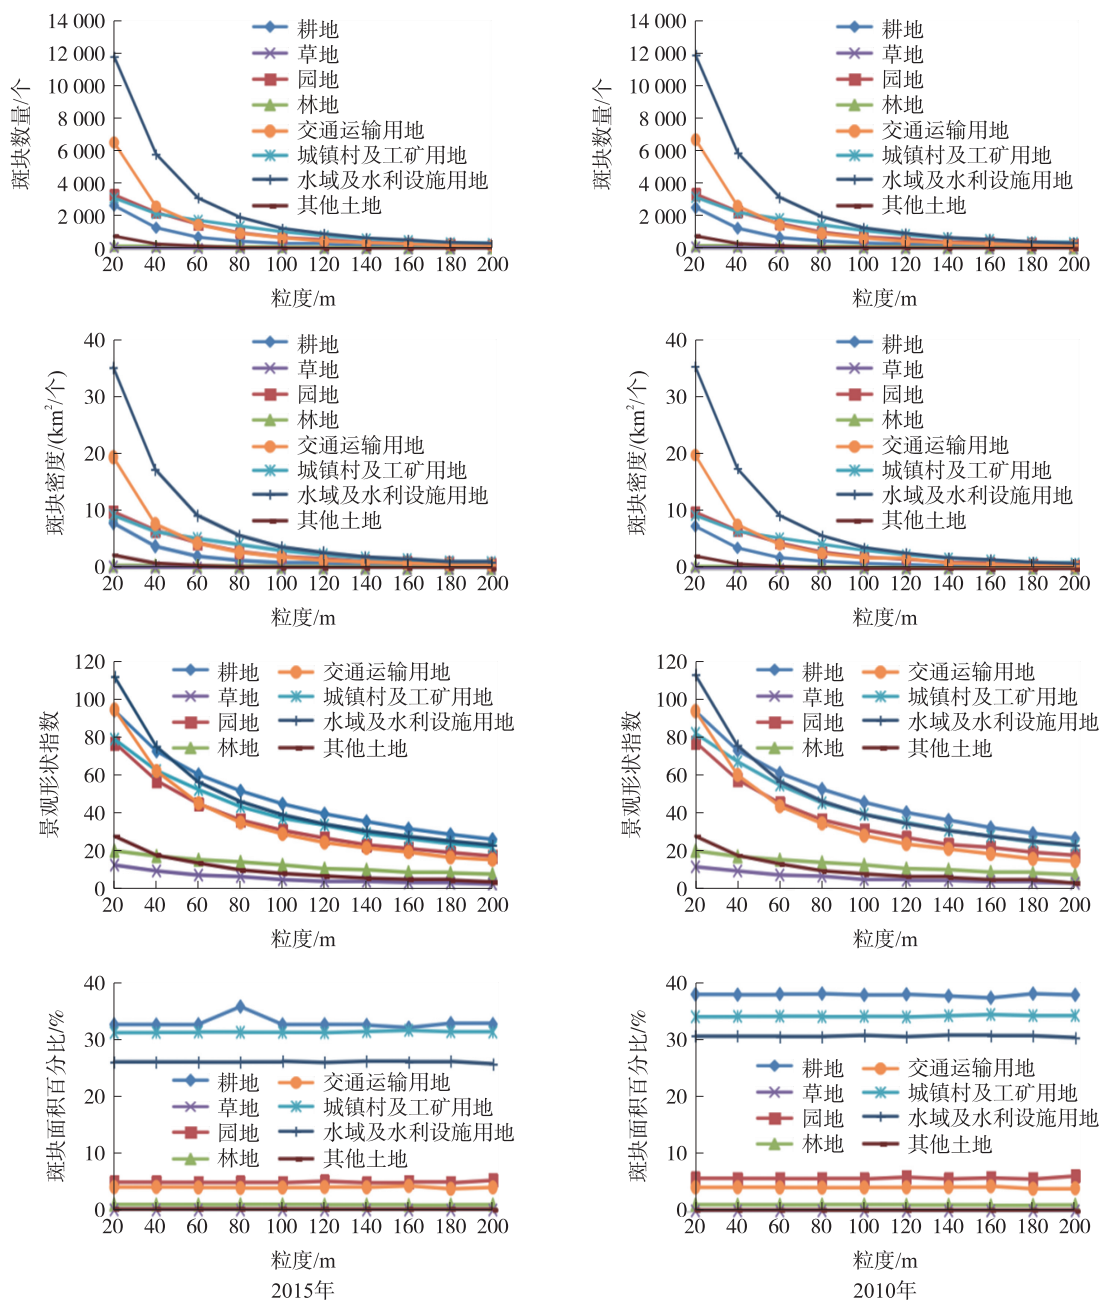 14 000
12 000
10 000
8 000
6 000
4 000
2 000
0
斑块数量/个
耕地
草地
园地
林地
交通运输用地
城镇村及工矿用地
水域及水利设施用地
其他土地
20 40 60 80 100 120 140 160 180 200
粒度/m
14 000
12 000
10 000
8 000
6 000
4 000
2 000
0
斑块数量/个
耕地
草地
园地
林地
交通运输用地
城镇村及工矿用地
水域及水利设施用地
其他土地
20 40 60 80 100 120 140 160 180 200
粒度/m
40
30
20
10
0
斑块密度/(km²/个)
耕地
草地
园地
林地
交通运输用地
城镇村及工矿用地
水域及水利设施用地
其他土地
20 40 60 80 100 120 140 160 180 200
粒度/m
40
30
20
10
0
斑块密度/(km²/个)
耕地
草地
园地
林地
交通运输用地
城镇村及工矿用地
水域及水利设施用地
其他土地
20 40 60 80 100 120 140 160 180 200
粒度/m
120
100
80
60
40
20
0
景观形状指数
耕地 交通运输用地
草地 城镇村及工矿用地
园地 水域及水利设施用地
林地 其他土地
20 40 60 80 100 120 140 160 180 200
粒度/m
120
100
80
60
40
20
0
景观形状指数
耕地 交通运输用地
草地 城镇村及工矿用地
园地 水域及水利设施用地
林地 其他土地
20 40 60 80 100 120 140 160 180 200
粒度/m
40
30
20
10
0
斑块面积百分比/%
耕地 交通运输用地
草地 城镇村及工矿用地
园地 水域及水利设施用地
林地 其他土地
20 40 60 80 100 120 140 160 180 200
粒度/m
2015年
40
30
20
10
0
斑块面积百分比/%
耕地 交通运输用地
草地 城镇村及工矿用地
园地 水域及水利设施用地
林地 其他土地
20 40 60 80 100 120 140 160 180 200
粒度/m
2010年